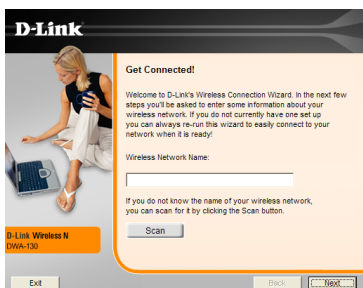 D-Link
Get Connected!
Welcome to D-Link's Wireless Connection Wizard. In the next few
steps you'll be asked to enter some information about your
wireless network. If you do not currently have one set up
you can always re-run this wizard to easily connect to your
network when it is ready!
Wireless Network Name:
If you do not know the name of your wireless network,
you can scan for it by clicking the Scan button.
Scan
D-Link Wireless N
DWA-130
Exit
Back
Next